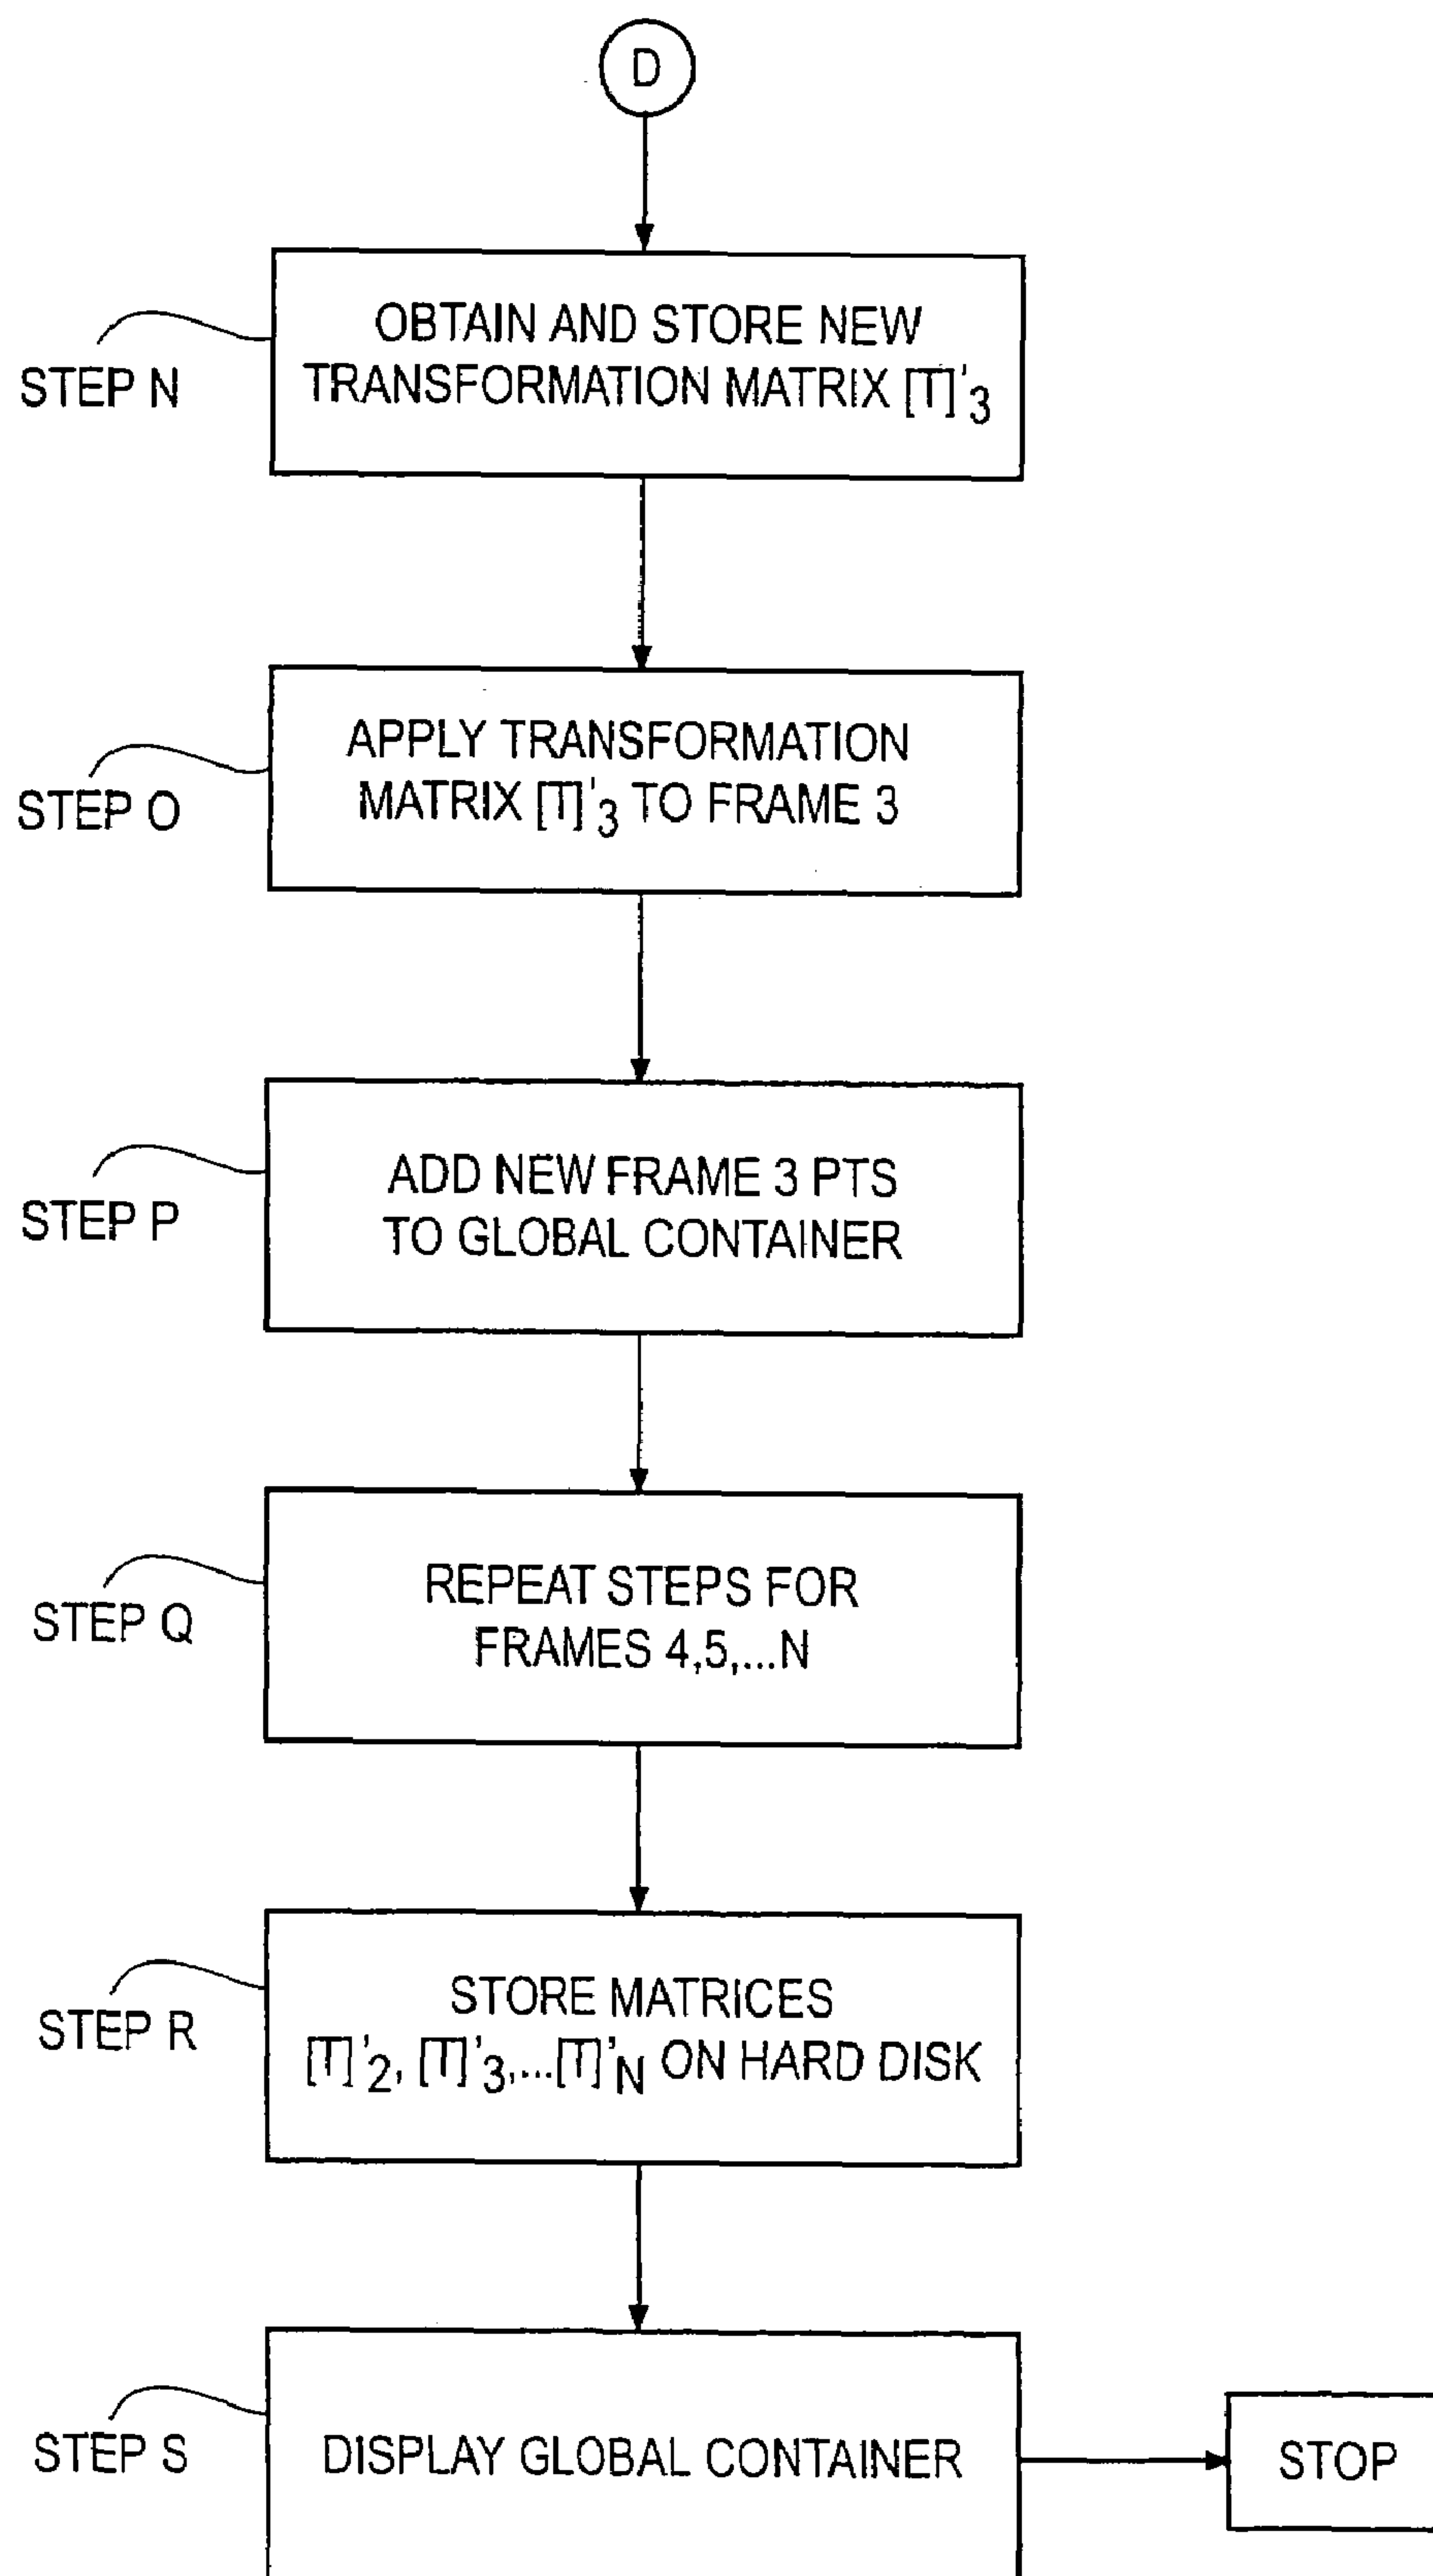 D
OBTAIN AND STORE NEW
TRANSFORMATION MATRIX [T]'3
STEP N
APPLY TRANSFORMATION
MATRIX [T]'3 TO FRAME 3
STEP O
ADD NEW FRAME 3 PTS
TO GLOBAL CONTAINER
STEP P
REPEAT STEPS FOR
FRAMES 4,5,...N
STEP Q
STORE MATRICES
[T]'2, [T]'3,...[T]'N ON HARD DISK
STEP R
DISPLAY GLOBAL CONTAINER
STEP S
STOP